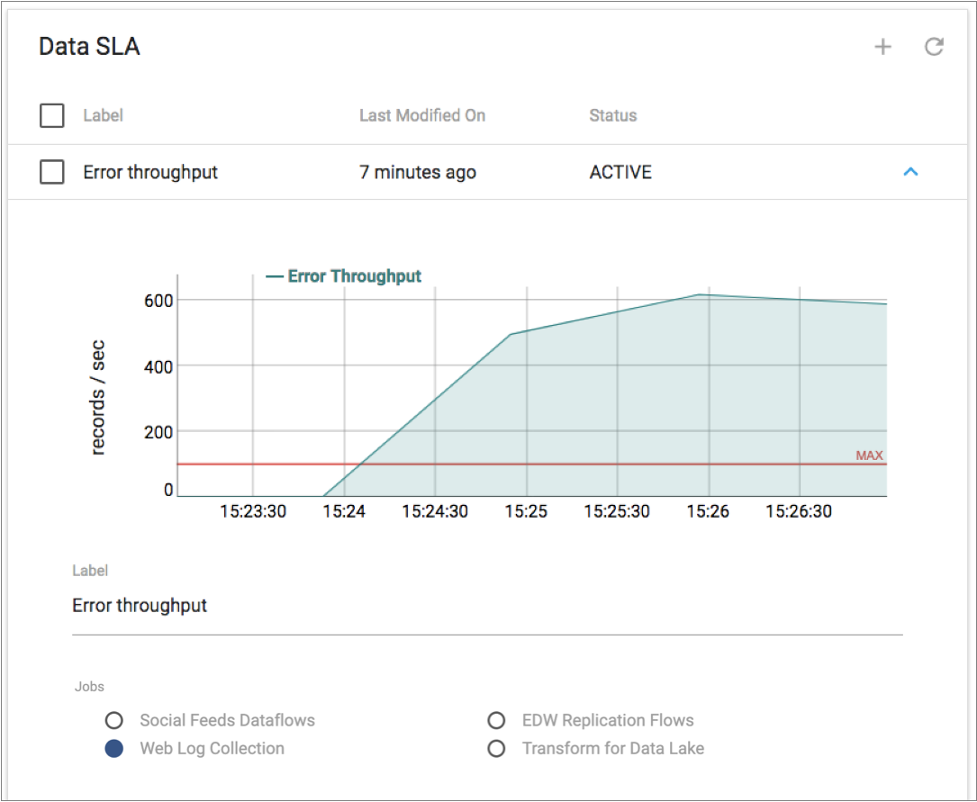 Data SLA
Label Last Modified On Status
Error throughput 7 minutes ago ACTIVE
Error Throughput
600
400
200
0
records / sec
MAX
15:23:30 15:24 15:24:30 15:25 15:25:30 15:26 15:26:30
Label
Error throughput
Jobs
Social Feeds Dataflows EDW Replication Flows
Web Log Collection Transform for Data Lake